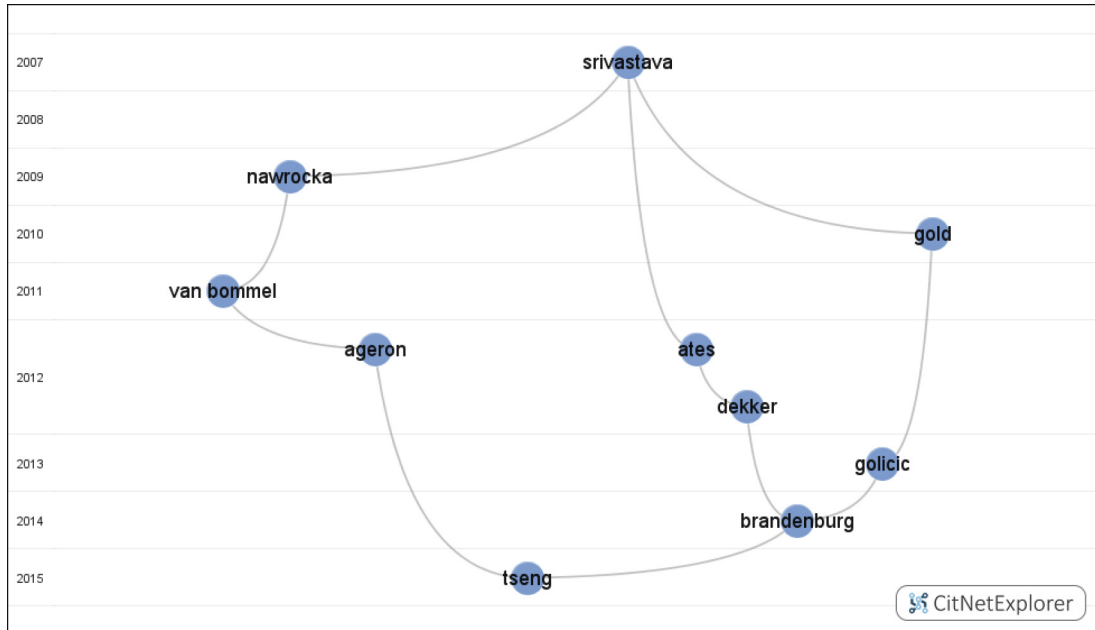 2007
srivastava
2008
2009
nawrocka
2010
gold
2011
van bommel
ageron
ates
2012
dekker
2013
golicic
2014
brandenburg
2015
tseng
CitNetExplorer